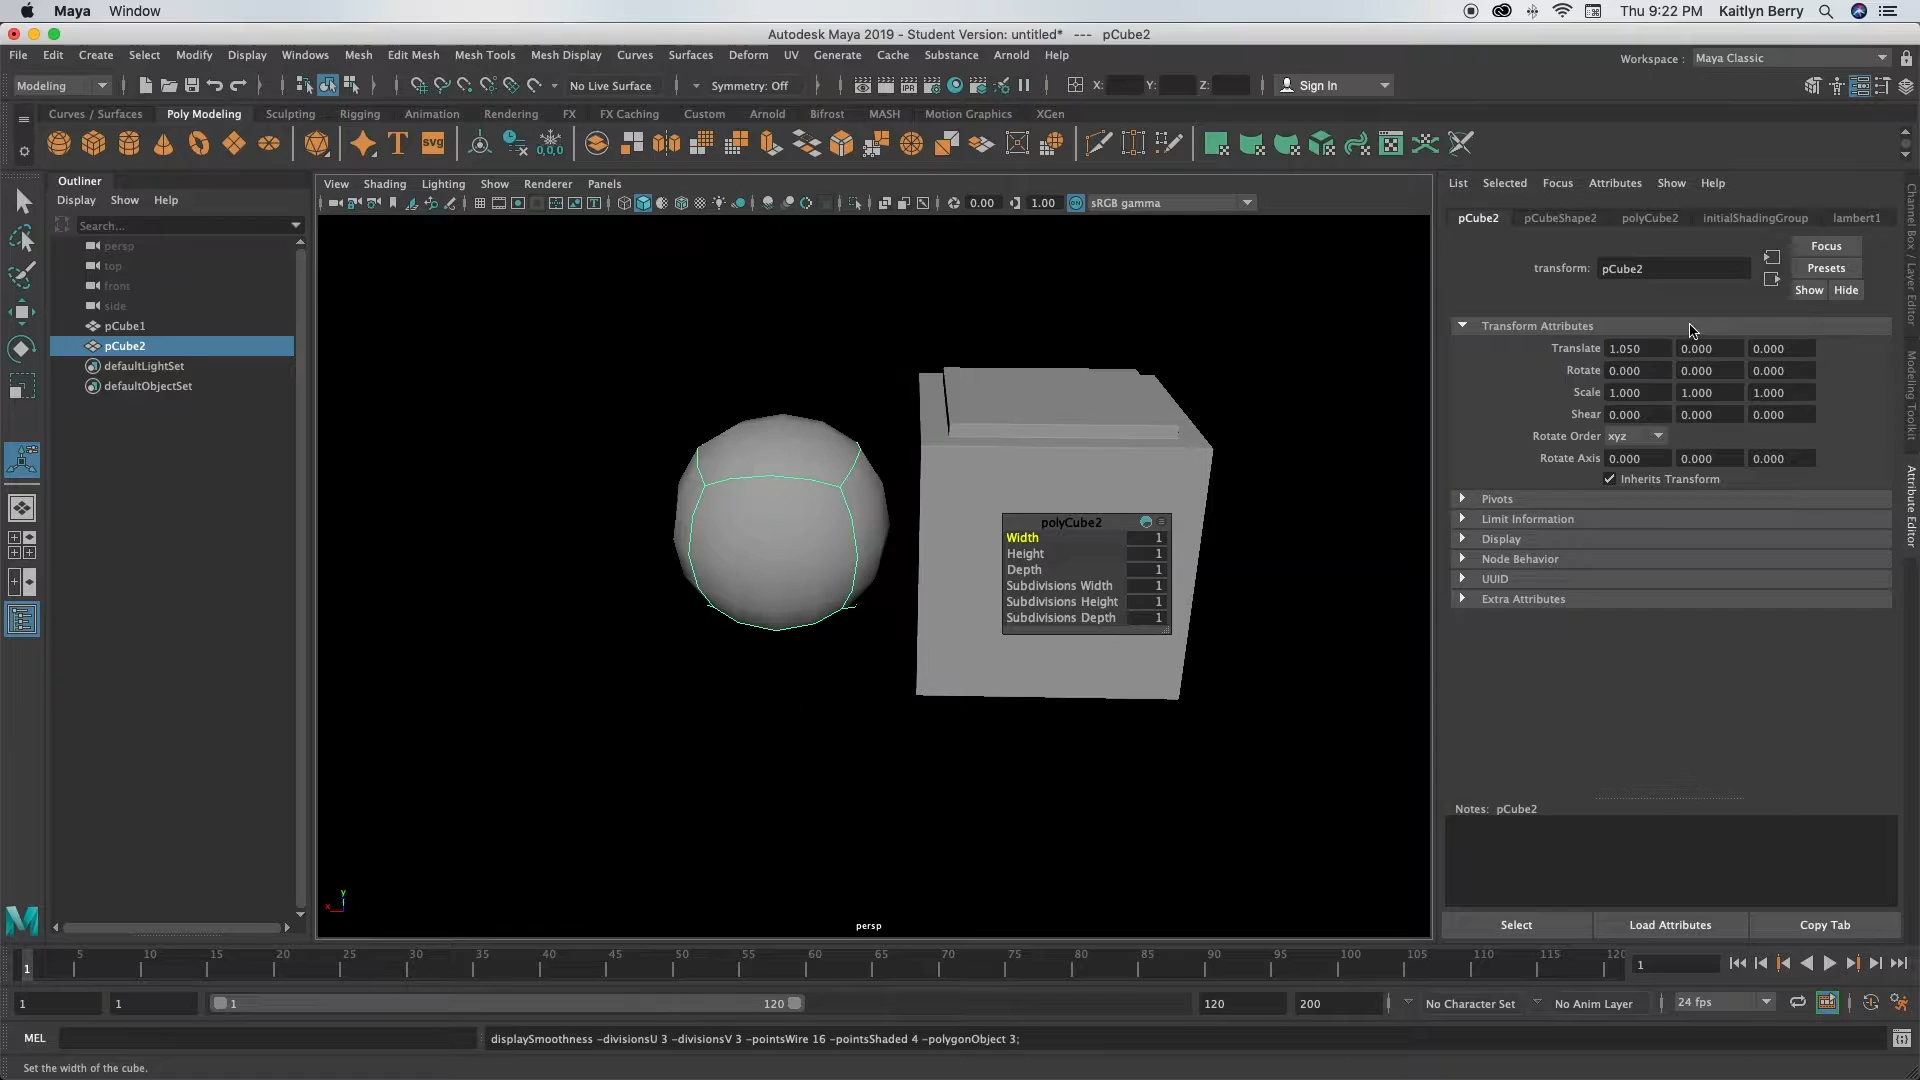 Maya Window Thu 9:22 PM Kaitlyn Berry
Autodesk Maya 2019 - Student Version: untitled* --- pCube2
File Edit Create Select Modify Display Windows Mesh Edit Mesh Mesh Tools Mesh Display Curves Surfaces Deform UV Generate Cache Substance Arnold Help
Workspace : Maya Classic
Modeling No Live Surface Symmetry: Off X: Y: Z: Sign In
Curves / Surfaces Poly Modeling Sculpting Rigging Animation Rendering FX FX Caching Custom Arnold Bifrost MASH Motion Graphics XGen
T SVG 0,0,0
Outliner
Display Show Help
Search...
persp
top
front
side
pCube1
pCube2
defaultLightSet
defaultObjectSet
View Shading Lighting Show Renderer Panels
0.00 1.00 ON sRGB gamma
polyCube2
Width 1
Height 1
Depth 1
Subdivisions Width 1
Subdivisions Height 1
Subdivisions Depth 1
y
x
persp
List Selected Focus Attributes Show Help
pCube2 pCubeShape2 polyCube2 initialShadingGroup lambert1
Focus
transform: pCube2 Presets
Show Hide
Transform Attributes
Translate 1.050 0.000 0.000
Rotate 0.000 0.000 0.000
Scale 1.000 1.000 1.000
Shear 0.000 0.000 0.000
Rotate Order xyz
Rotate Axis 0.000 0.000 0.000
Inherits Transform
Pivots
Limit Information
Display
Node Behavior
UUID
Extra Attributes
Notes: pCube2
Select Load Attributes Copy Tab
Channel Box / Layer Editor
Modeling Toolkit
Attribute Editor
5 10 15 20 25 30 35 40 45 50 55 60 65 70 75 80 85 90 95 100 105 110 115 120
1 1
1 1 1 120 120 200 No Character Set No Anim Layer 24 fps
MEL displaySmoothness -divisionsU 3 -divisionsV 3 -pointsWire 16 -pointsShaded 4 -polygonObject 3;
Set the width of the cube.